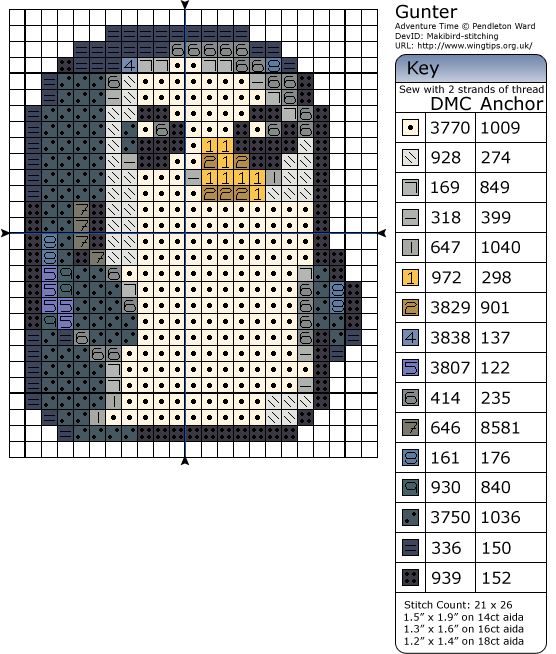 Gunter
Adventure Time © Pendleton Ward
DevID: Makibird-stitching
URL: http://www.wingtips.org.uk/
Key
Sew with 2 strands of thread
DMC Anchor
3770 1009
928 274
169 849
318 399
647 1040
1 972 298
2 3829 901
4 3838 137
5 3807 122
6 414 235
7 646 8581
8 161 176
9 930 840
3750 1036
336 150
939 152
Stitch Count: 21 x 26
1.5” x 1.9” on 14ct aida
1.3” x 1.6” on 16ct aida
1.2” x 1.4” on 18ct aida